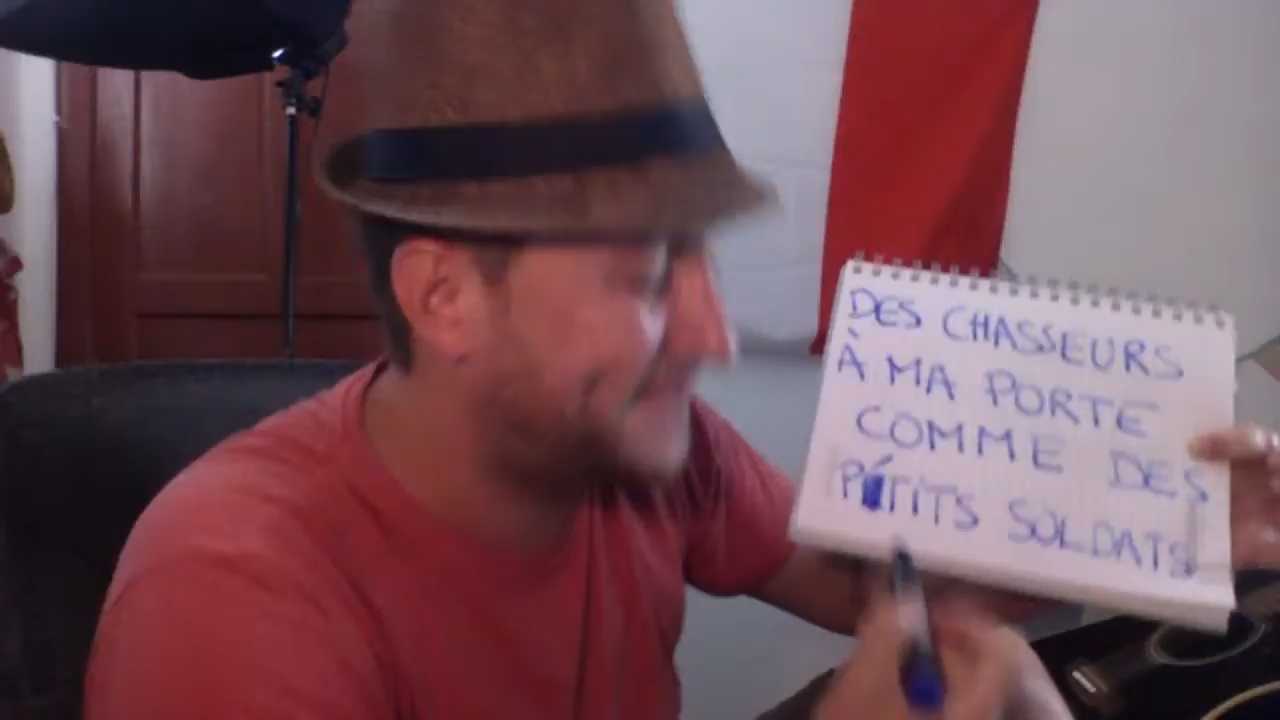 DES CHASSEURS
À MA PORTE
COMME DES
PÉTITS SOLDATS